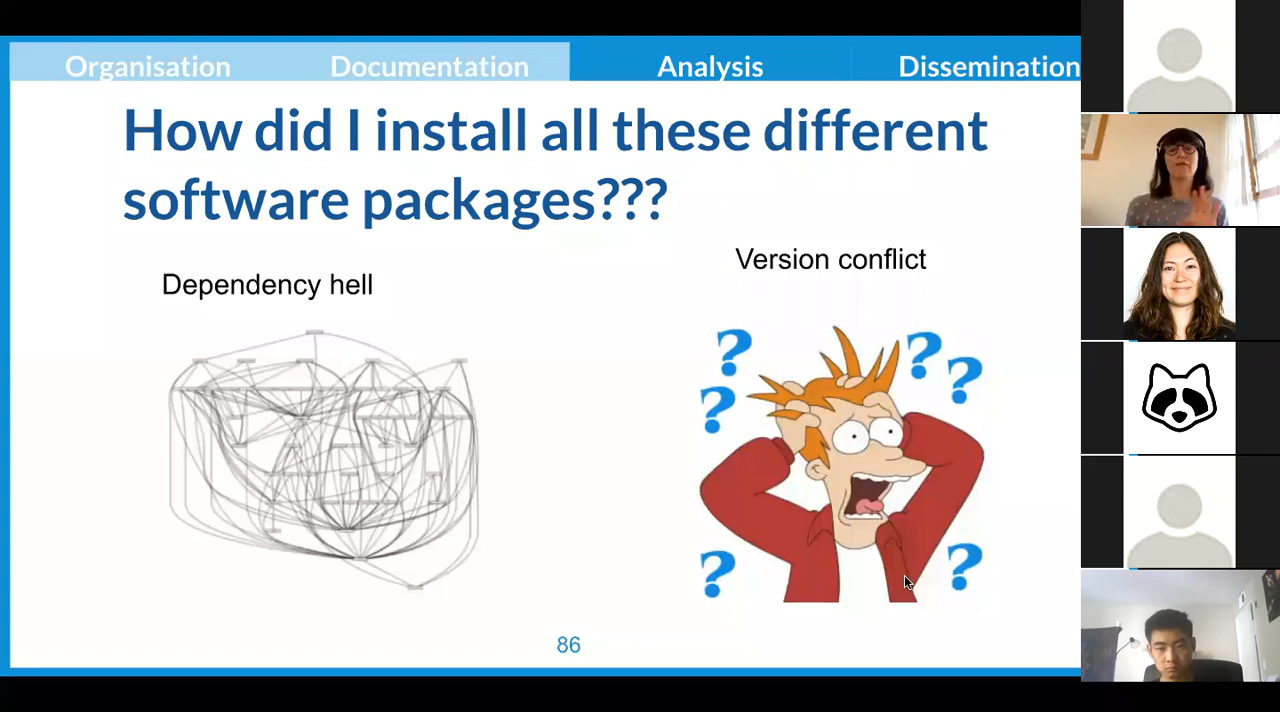 Organisation Documentation Analysis Dissemination
How did I install all these different
software packages???
Version conflict
Dependency hell
? ? ? ? ? ?
86